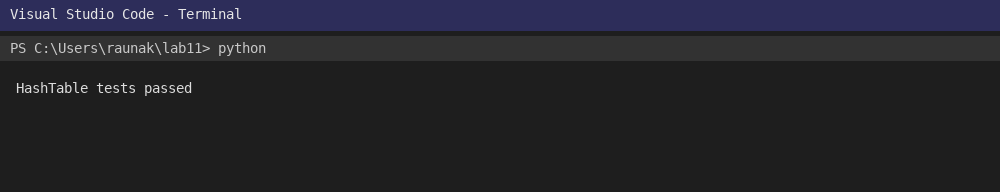 Visual Studio Code - Terminal
PS C:\Users\raunak\lab11> python
HashTable tests passed